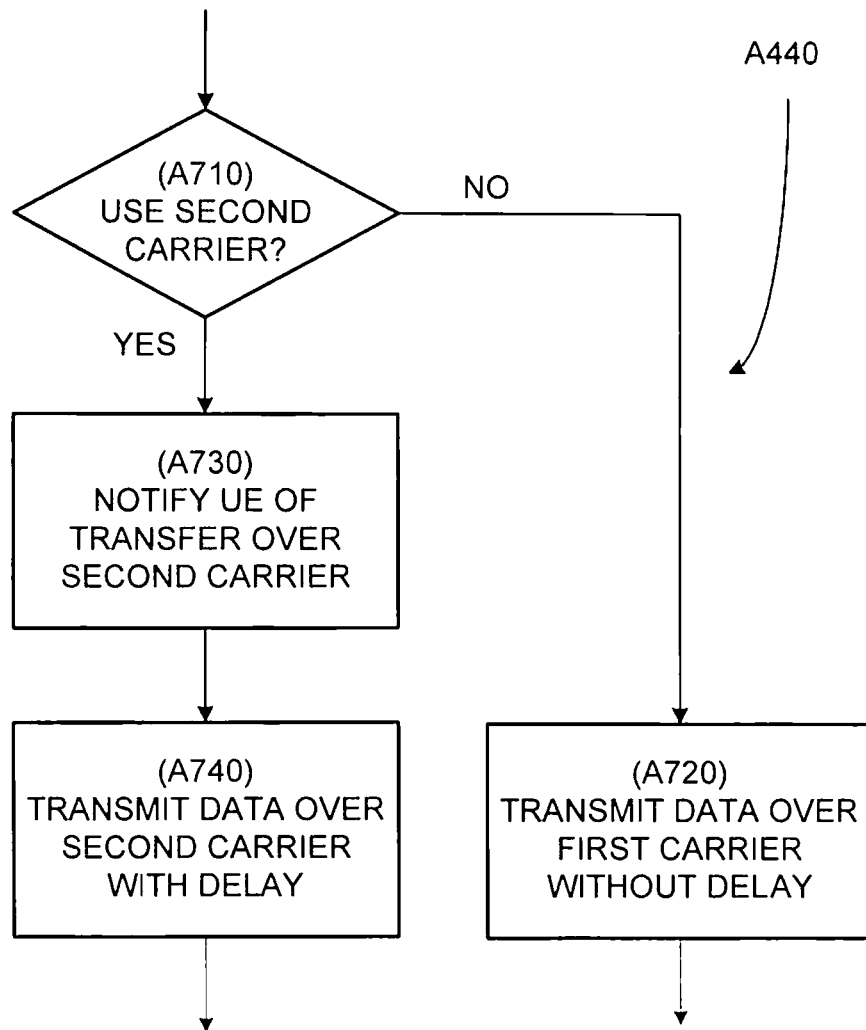 A440
(A710)
USE SECOND
CARRIER?
NO
YES
(A730)
NOTIFY UE OF
TRANSFER OVER
SECOND CARRIER
(A740)
TRANSMIT DATA OVER
SECOND CARRIER
WITH DELAY
(A720)
TRANSMIT DATA OVER
FIRST CARRIER
WITHOUT DELAY